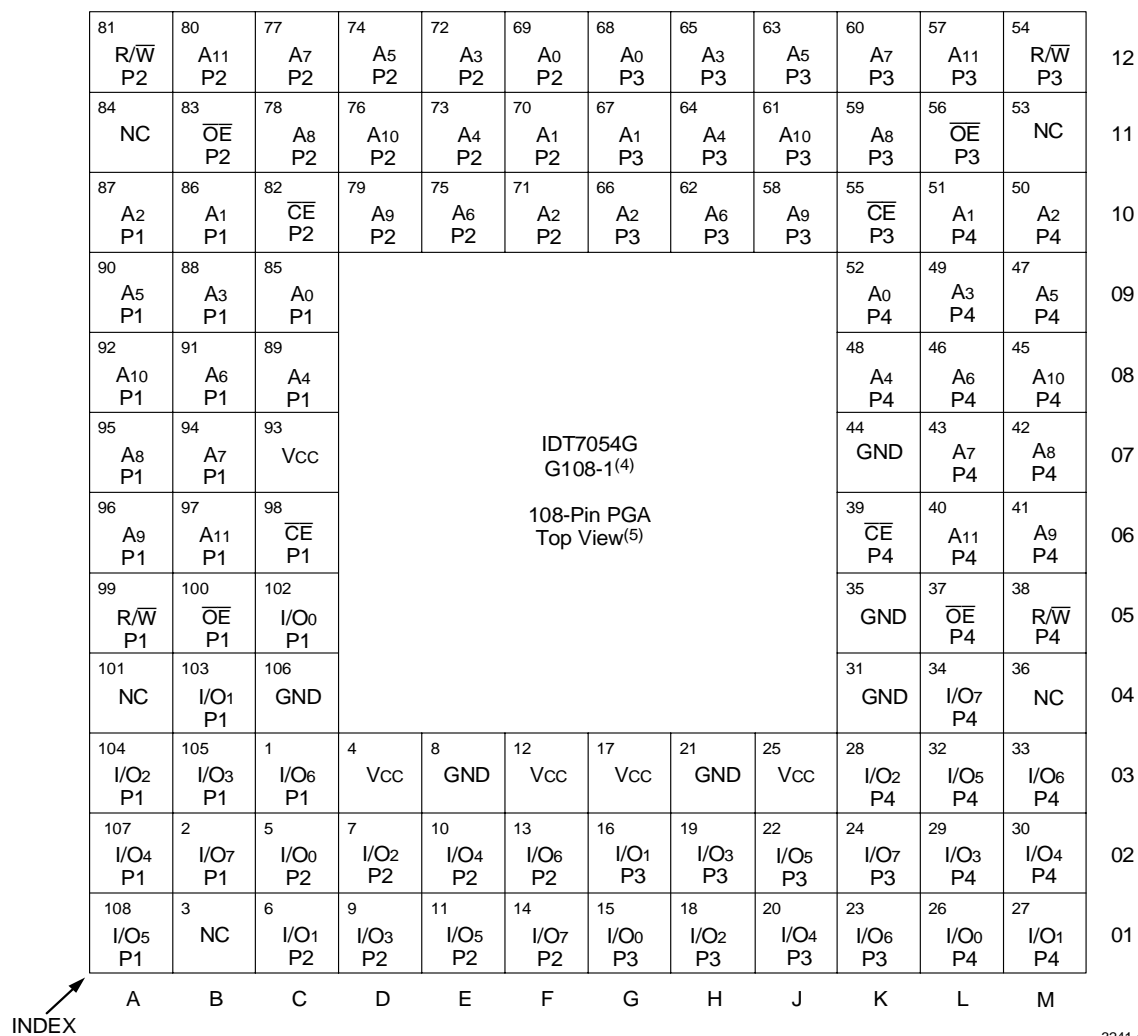 81 80 77 74 72 69 68 65 63 60 57 54
R/W̅ A11 A7 A5 A3 A0 A0 A3 A5 A7 A11 R/W̅ 12
P2 P2 P2 P2 P2 P2 P3 P3 P3 P3 P3 P3
84 83 78 76 73 70 67 64 61 59 56 53
NC O̅E̅ A8 A10 A4 A1 A1 A4 A10 A8 O̅E̅ NC 11
P2 P2 P2 P2 P2 P3 P3 P3 P3 P3
87 86 82 79 75 71 66 62 58 55 51 50
A2 A1 C̅E̅ A9 A6 A2 A2 A6 A9 C̅E̅ A1 A2 10
P1 P1 P2 P2 P2 P2 P3 P3 P3 P3 P4 P4
90 88 85 52 49 47
A5 A3 A0 A0 A3 A5 09
P1 P1 P1 P4 P4 P4
92 91 89 48 46 45
A10 A6 A4 A4 A6 A10 08
P1 P1 P1 P4 P4 P4
95 94 93 44 43 42
A8 A7 VCC GND A7 A8 07
P1 P1 P4 P4
IDT7054G
G108-1(4)
108-Pin PGA
Top View(5)
96 97 98 39 40 41
A9 A11 C̅E̅ C̅E̅ A11 A9 06
P1 P1 P1 P4 P4 P4
99 100 102 35 37 38
R/W̅ O̅E̅ I/O0 GND O̅E̅ R/W̅ 05
P1 P1 P1 P4 P4
101 103 106 31 34 36
NC I/O1 GND GND I/O7 NC 04
P1 P4
104 105 1 4 8 12 17 21 25 28 32 33
I/O2 I/O3 I/O6 VCC GND VCC VCC GND VCC I/O2 I/O5 I/O6 03
P1 P1 P1 P4 P4 P4
107 2 5 7 10 13 16 19 22 24 29 30
I/O4 I/O7 I/O0 I/O2 I/O4 I/O6 I/O1 I/O3 I/O5 I/O7 I/O3 I/O4 02
P1 P1 P2 P2 P2 P2 P3 P3 P3 P3 P4 P4
108 3 6 9 11 14 15 18 20 23 26 27
I/O5 NC I/O1 I/O3 I/O5 I/O7 I/O0 I/O2 I/O4 I/O6 I/O0 I/O1 01
P1 P2 P2 P2 P2 P3 P3 P3 P3 P4 P4
A B C D E F G H J K L M
INDEX